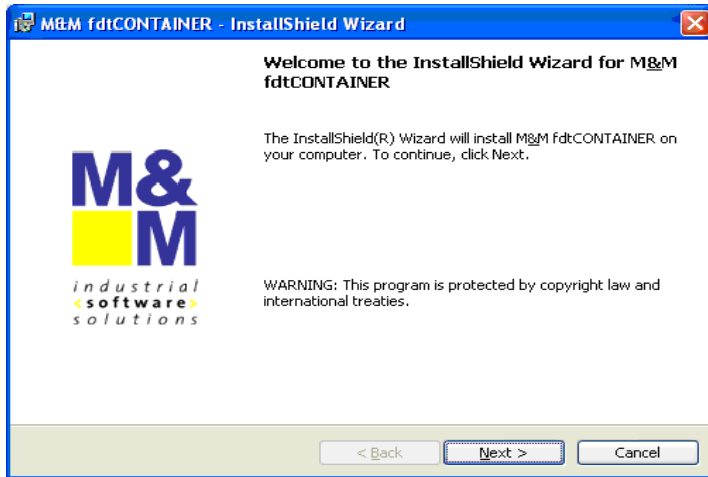 M&M fdtCONTAINER - InstallShield Wizard
Welcome to the InstallShield Wizard for M&M
fdtCONTAINER
The InstallShield(R) Wizard will install M&M fdtCONTAINER on
your computer. To continue, click Next.
M&
M
industrial
<software>
solutions
WARNING: This program is protected by copyright law and
international treaties.
< Back
Next >
Cancel